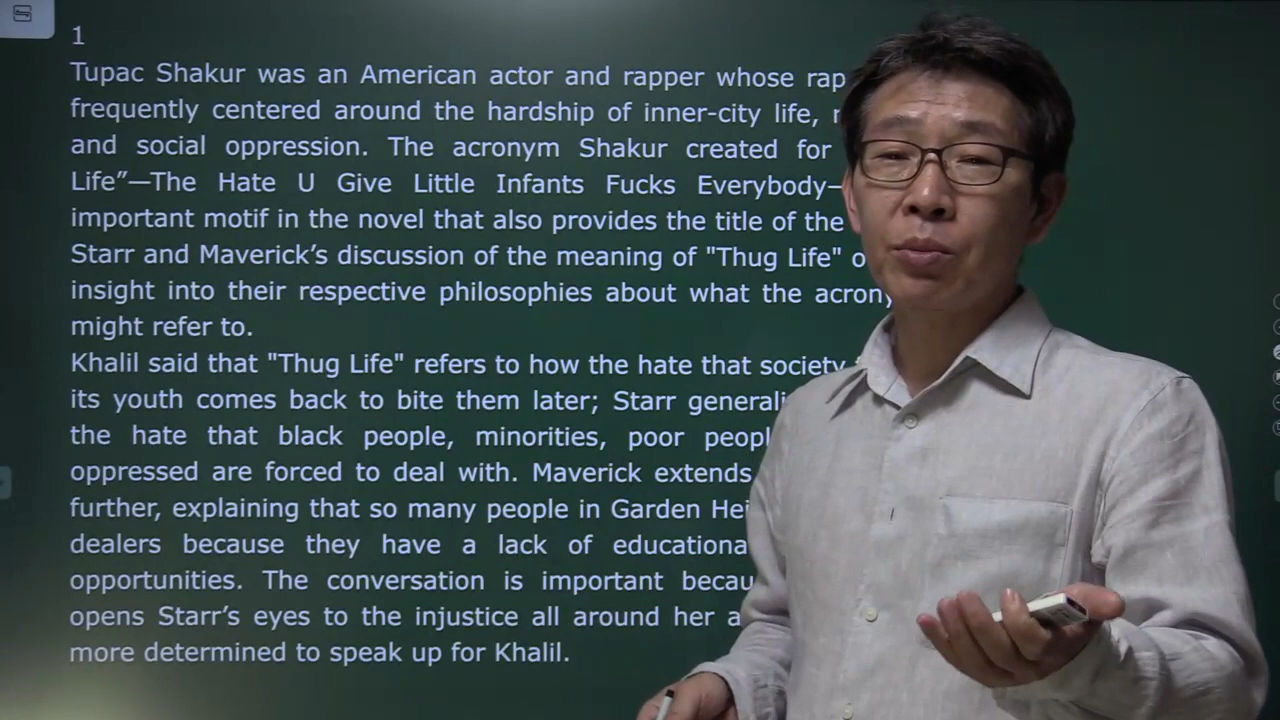 1
Tupac Shakur was an American actor and rapper whose rap
frequently centered around the hardship of inner-city life,
and social oppression. The acronym Shakur created for
Life”—The Hate U Give Little Infants Fucks Everybody—
important motif in the novel that also provides the title of the
Starr and Maverick’s discussion of the meaning of "Thug Life"
insight into their respective philosophies about what the
might refer to.
Khalil said that "Thug Life" refers to how the hate that society
its youth comes back to bite them later; Starr
the hate that black people, minorities, poor
oppressed are forced to deal with. Maverick extends
further, explaining that so many people in Garden
dealers because they have a lack of
opportunities. The conversation is important
opens Starr’s eyes to the injustice all around her
more determined to speak up for Khalil.